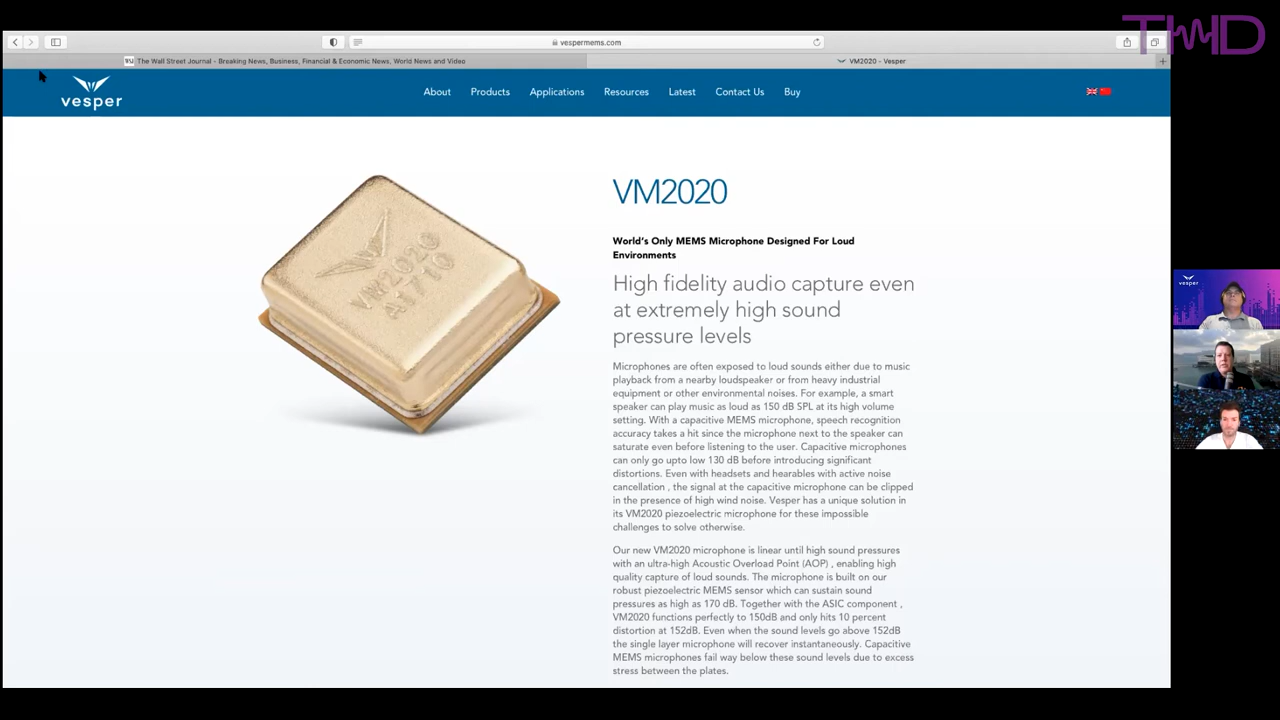 TWD
vespermems.com
The Wall Street Journal - Breaking News, Business, Financial & Economic News, World News and Video
VM2020 - Vesper
vesper
About Products Applications Resources Latest Contact Us Buy
VM2020
A1710
VM2020
World's Only MEMS Microphone Designed For Loud
Environments
High fidelity audio capture even
at extremely high sound
pressure levels
Microphones are often exposed to loud sounds either due to music
playback from a nearby loudspeaker or from heavy industrial
equipment or other environmental noises. For example, a smart
speaker can play music as loud as 150 dB SPL at its high volume
setting. With a capacitive MEMS microphone, speech recognition
accuracy takes a hit since the microphone next to the speaker can
saturate even before listening to the user. Capacitive microphones
can only go upto low 130 dB before introducing significant
distortions. Even with headsets and hearables with active noise
cancellation , the signal at the capacitive microphone can be clipped
in the presence of high wind noise. Vesper has a unique solution in
its VM2020 piezoelectric microphone for these impossible
challenges to solve otherwise.
Our new VM2020 microphone is linear until high sound pressures
with an ultra-high Acoustic Overload Point (AOP) , enabling high
quality capture of loud sounds. The microphone is built on our
robust piezoelectric MEMS sensor which can sustain sound
pressures as high as 170 dB. Together with the ASIC component ,
VM2020 functions perfectly to 150dB and only hits 10 percent
distortion at 152dB. Even when the sound levels go above 152dB
the single layer microphone will recover instantaneously. Capacitive
MEMS microphones fail way below these sound levels due to excess
stress between the plates.
vesper